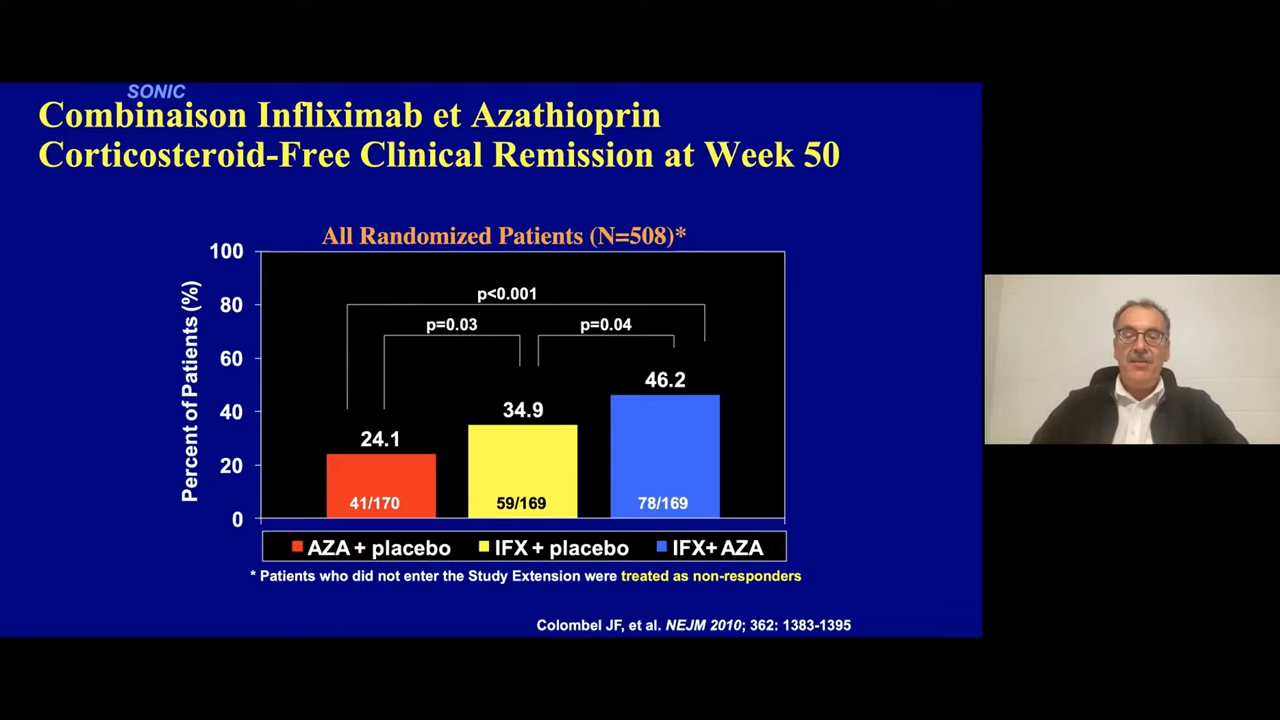 SONIC
Combinaison Infliximab et Azathioprin
Corticosteroid-Free Clinical Remission at Week 50
All Randomized Patients (N=508)*
Percent of Patients (%)
100
80
60
40
20
0
p<0.001
p=0.03
p=0.04
24.1
34.9
46.2
41/170
59/169
78/169
AZA + placebo
IFX + placebo
IFX+ AZA
* Patients who did not enter the Study Extension were treated as non-responders
Colombel JF, et al. NEJM 2010; 362: 1383-1395